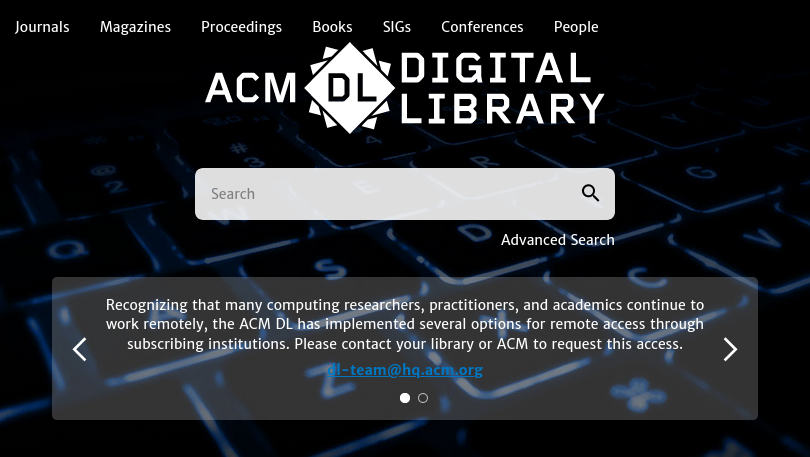 Journals Magazines Proceedings Books SIGs Conferences People
ACM DL DIGITAL
LIBRARY
Search
Advanced Search
Recognizing that many computing researchers, practitioners, and academics continue to
work remotely, the ACM DL has implemented several options for remote access through
subscribing institutions. Please contact your library or ACM to request this access.
dl-team@hq.acm.org